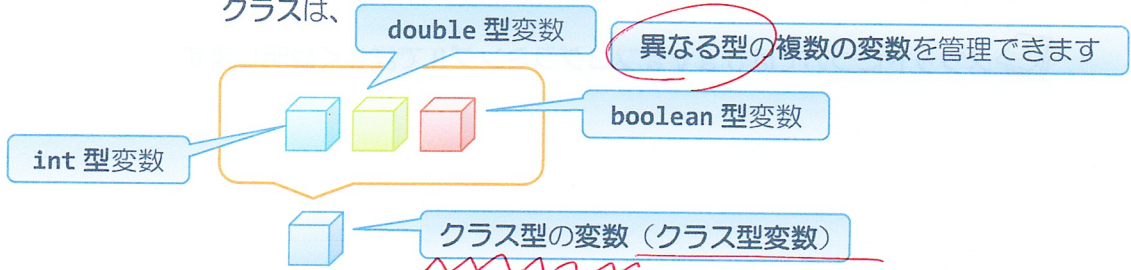 クラスは、
double 型変数
異なる型の複数の変数を管理できます
boolean 型変数
int 型変数
クラス型の変数（クラス型変数）